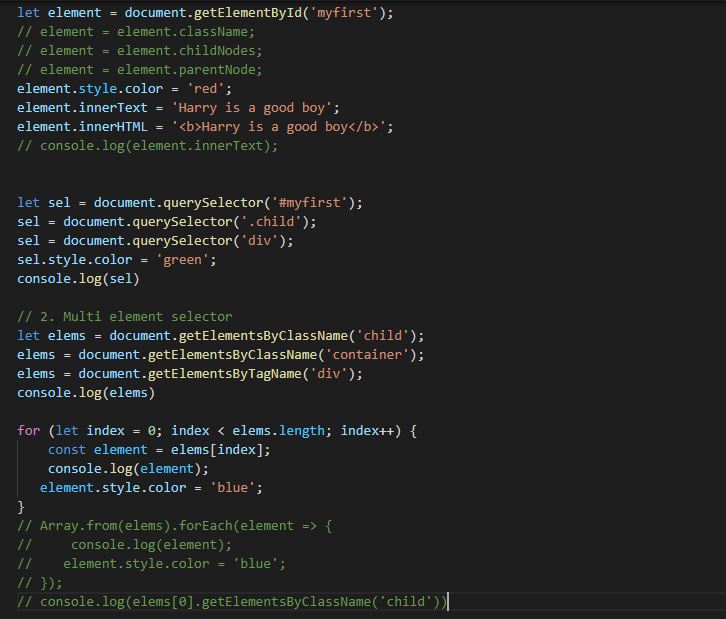 let element = document.getElementById('myfirst');
// element = element.className;
// element = element.childNodes;
// element = element.parentNode;
element.style.color = 'red';
element.innerText = 'Harry is a good boy';
element.innerHTML = '<b>Harry is a good boy</b>';
// console.log(element.innerText);
let sel = document.querySelector('#myfirst');
sel = document.querySelector('.child');
sel = document.querySelector('div');
sel.style.color = 'green';
console.log(sel)
// 2. Multi element selector
let elems = document.getElementsByClassName('child');
elems = document.getElementsByClassName('container');
elems = document.getElementsByTagName('div');
console.log(elems)
for (let index = 0; index < elems.length; index++) {
    const element = elems[index];
    console.log(element);
   element.style.color = 'blue';
}
// Array.from(elems).forEach(element => {
//     console.log(element);
//    element.style.color = 'blue';
// });
// console.log(elems[0].getElementsByClassName('child'))